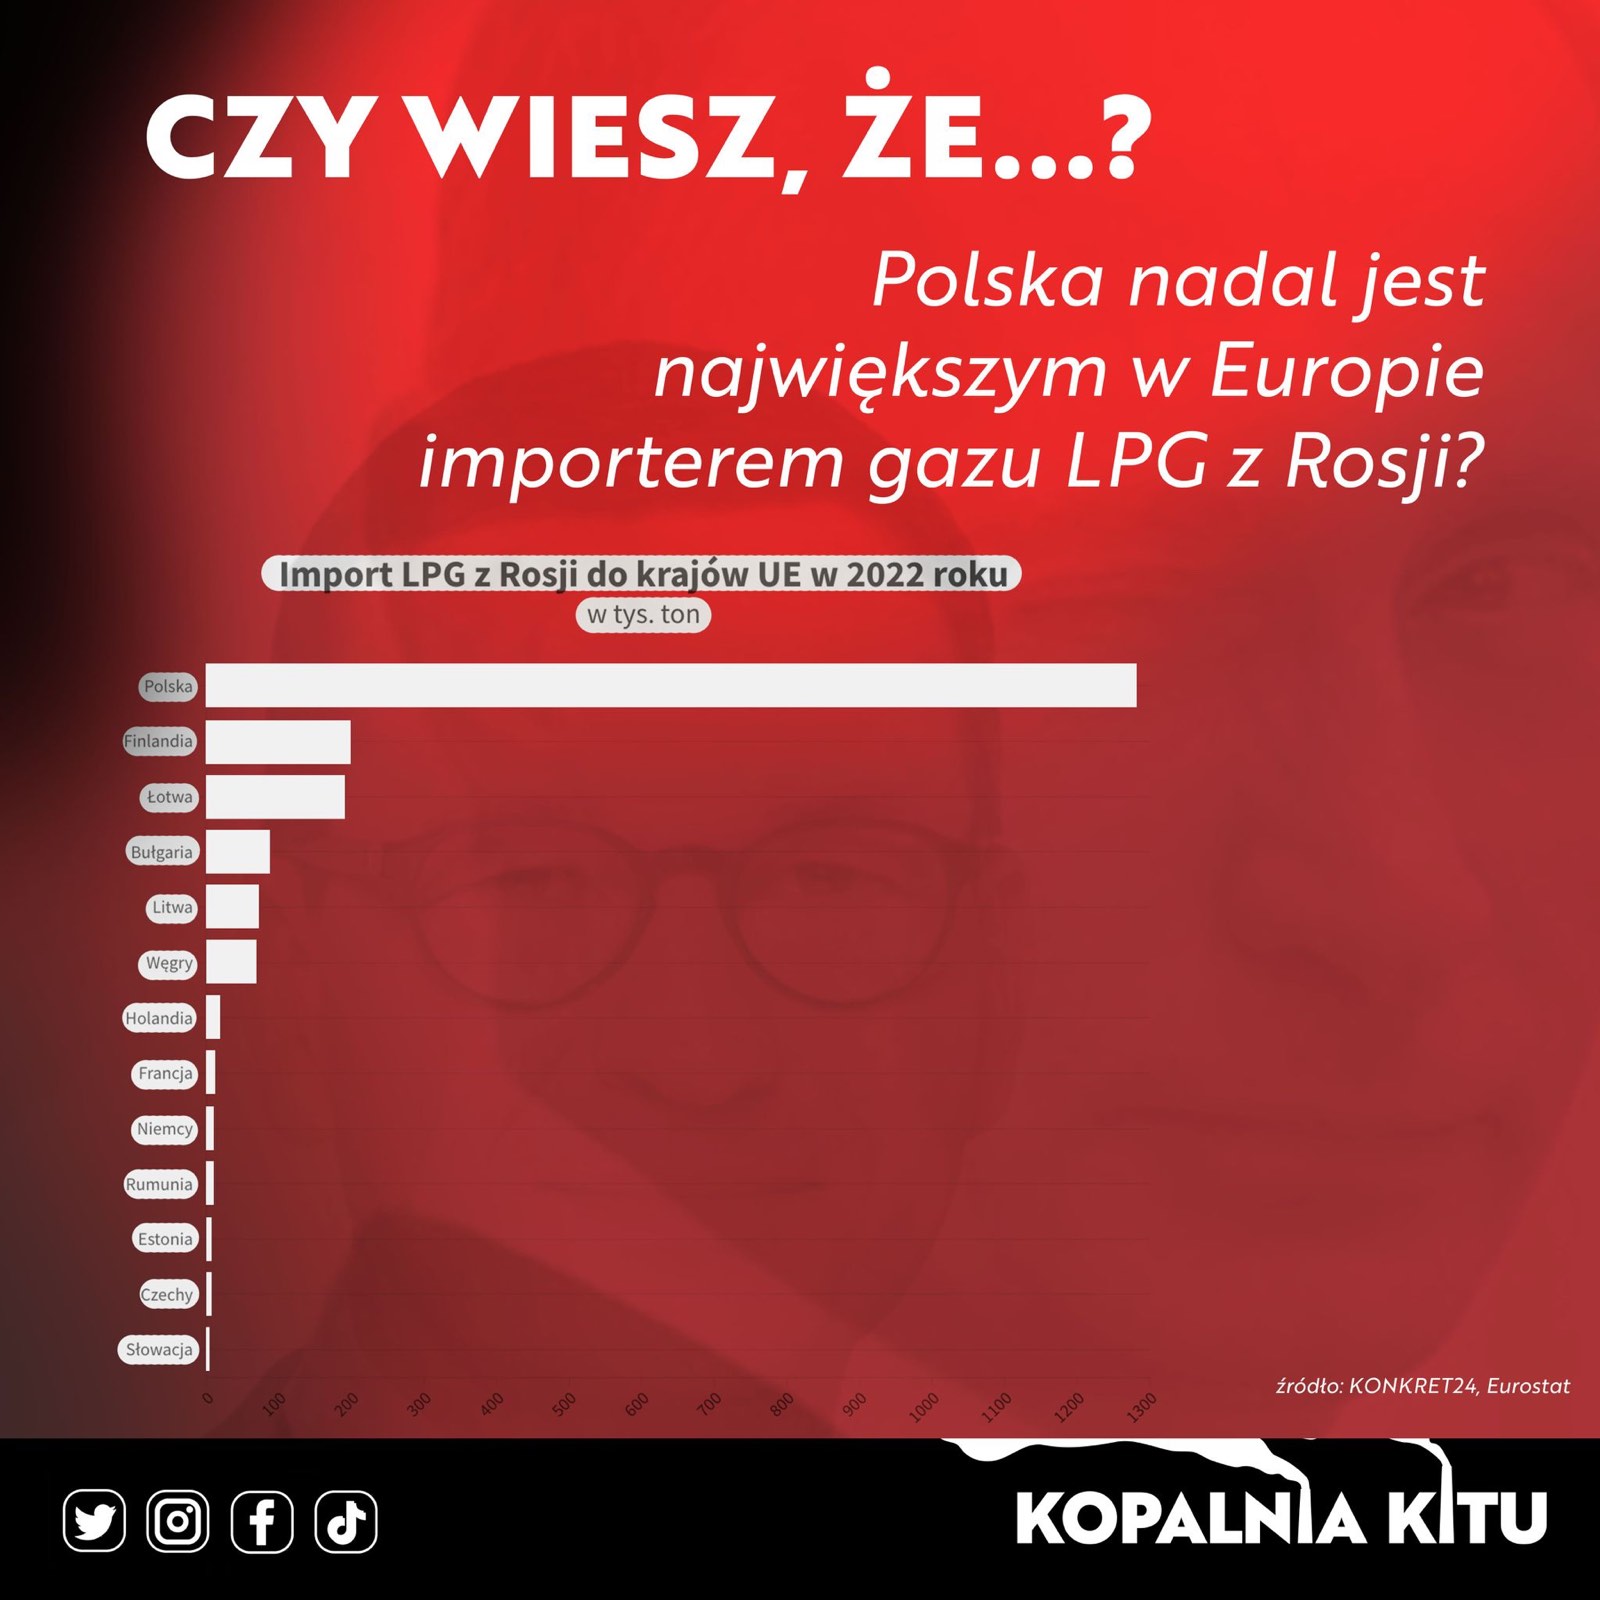 CZY WIESZ, ŻE...?
Polska nadal jest
największym w Europie
importerem gazu LPG z Rosji?
Import LPG z Rosji do krajów UE w 2022 roku
w tys. ton
Polska
Finlandia
Łotwa
Bułgaria
Litwa
Węgry
Holandia
Francja
Niemcy
Rumunia
Estonia
Czechy
Słowacja
0 100 200 300 400 500 600 700 800 900 1000 1100 1200 1300
źródło: KONKRET24, Eurostat
KOPALNIA KITU